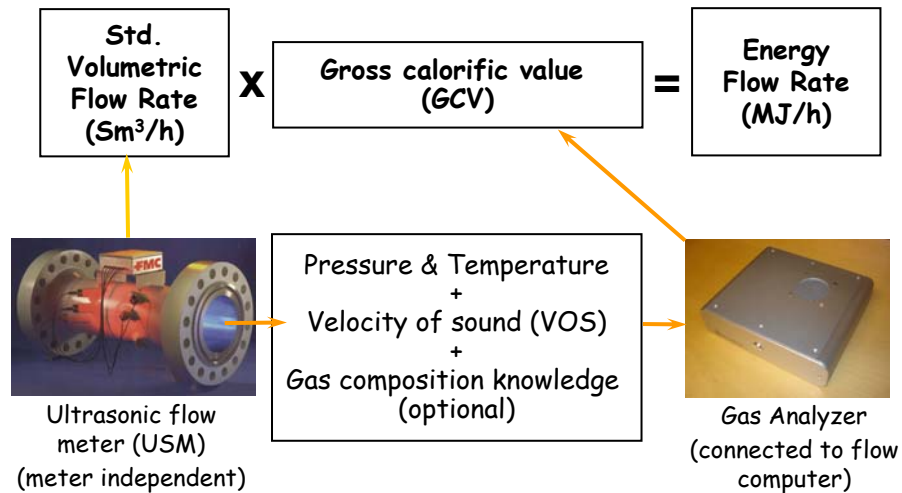 Std.
Volumetric
Flow Rate
(Sm³/h)
x
Gross calorific value
(GCV)
=
Energy
Flow Rate
(MJ/h)
FMC
Pressure & Temperature
+
Velocity of sound (VOS)
+
Gas composition knowledge
(optional)
Ultrasonic flow
meter (USM)
(meter independent)
Gas Analyzer
(connected to flow
computer)